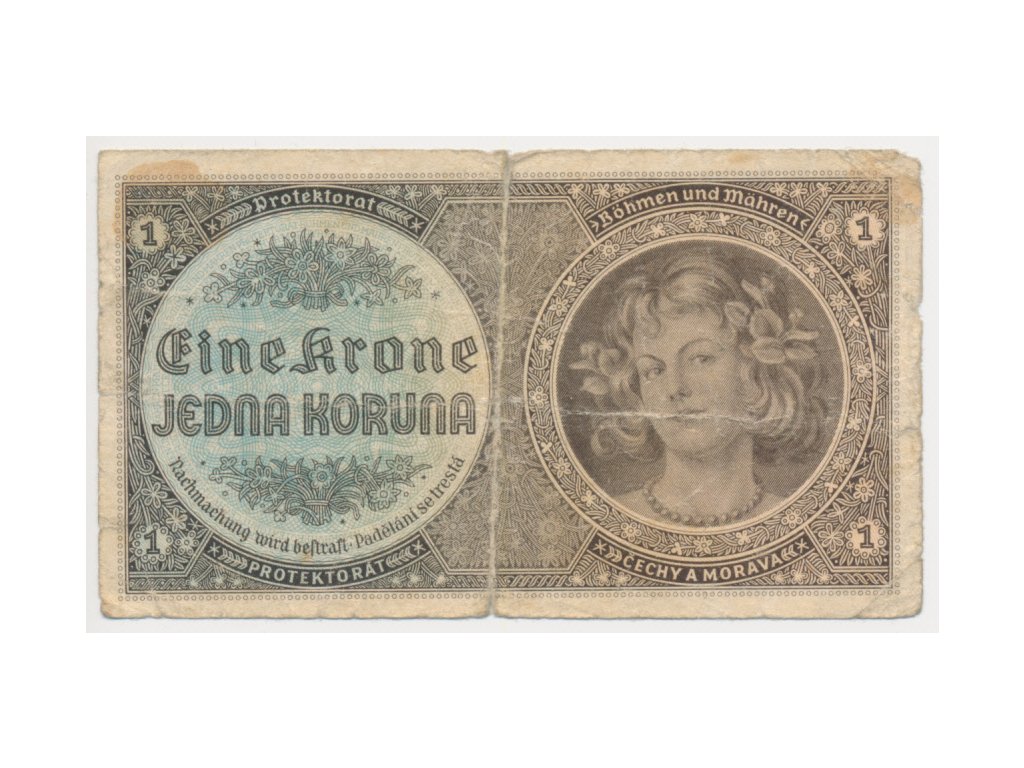 Protektorat
Böhmen und Mähren
1
1
Eine Krone
JEDNA KORUNA
Nachmachung wird bestraft · Padělání se trestá
1
1
PROTEKTORÁT
ČECHY A MORAVA